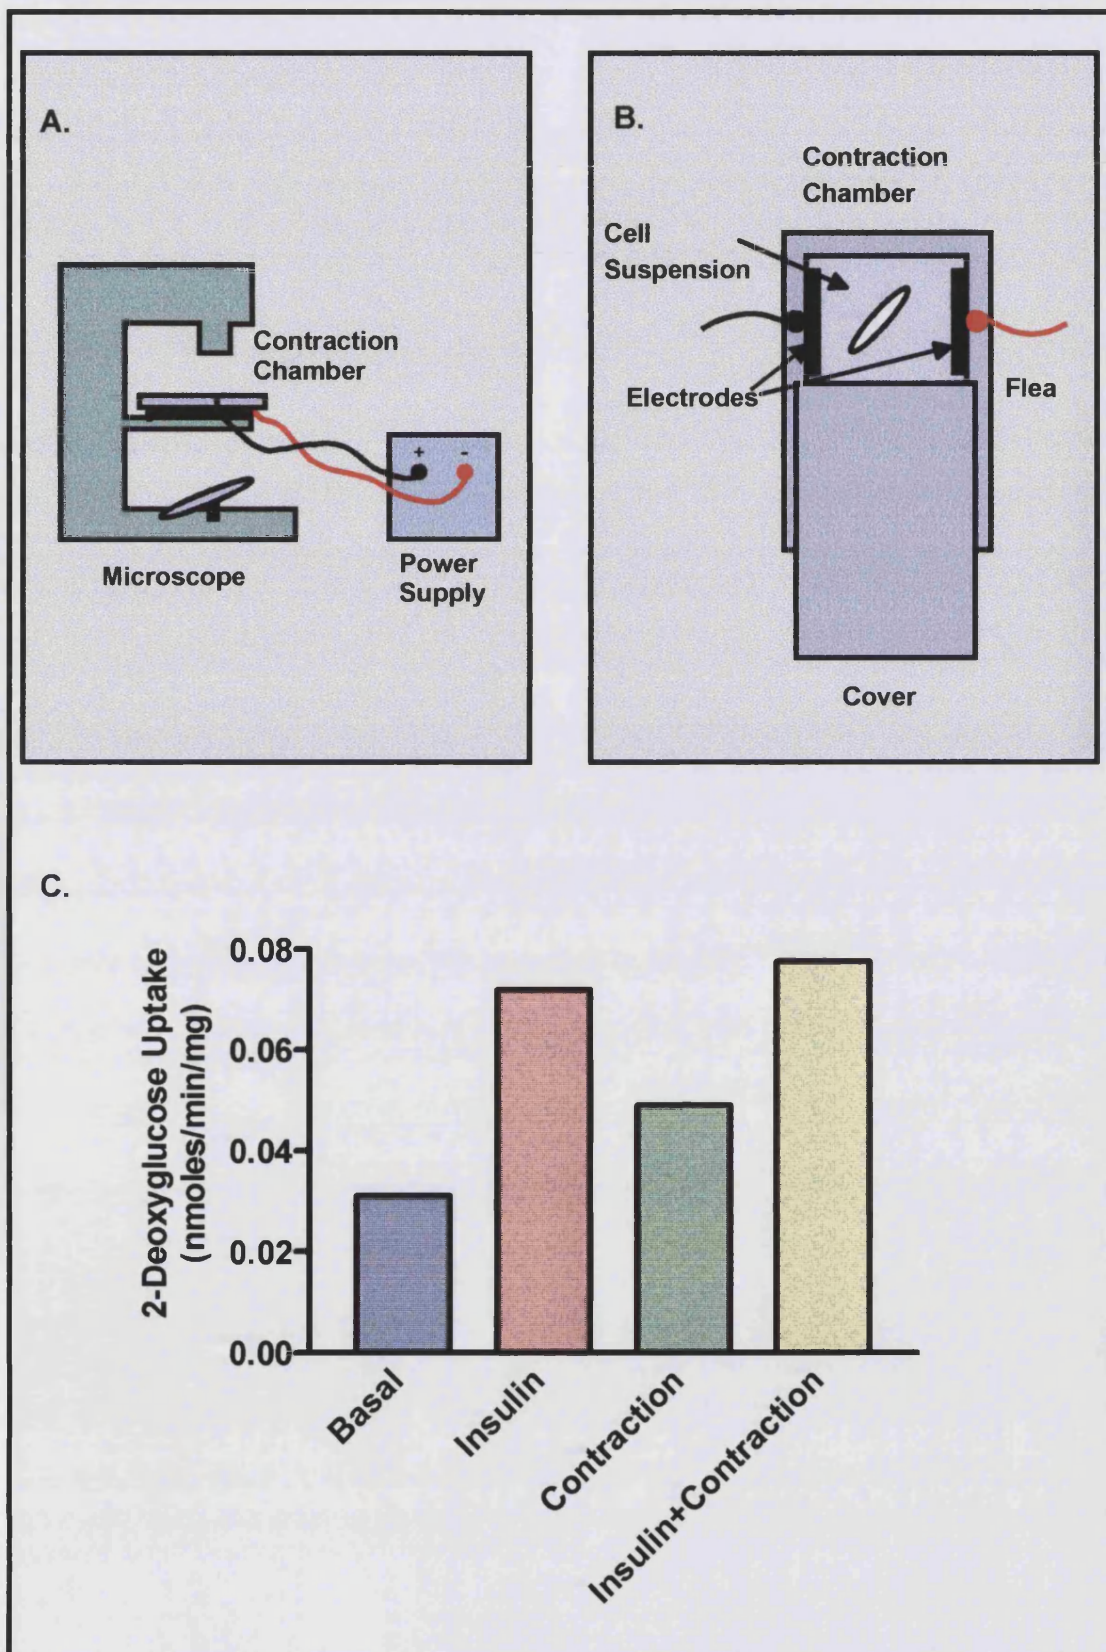 A.
Contraction
Chamber
+ -
Microscope
Power
Supply
B.
Contraction
Chamber
Cell
Suspension
Electrodes
Flea
Cover
C.
2-Deoxyglucose Uptake
(nmoles/min/mg)
0.08
0.06
0.04
0.02
0.00
Basal
Insulin
Contraction
Insulin+Contraction